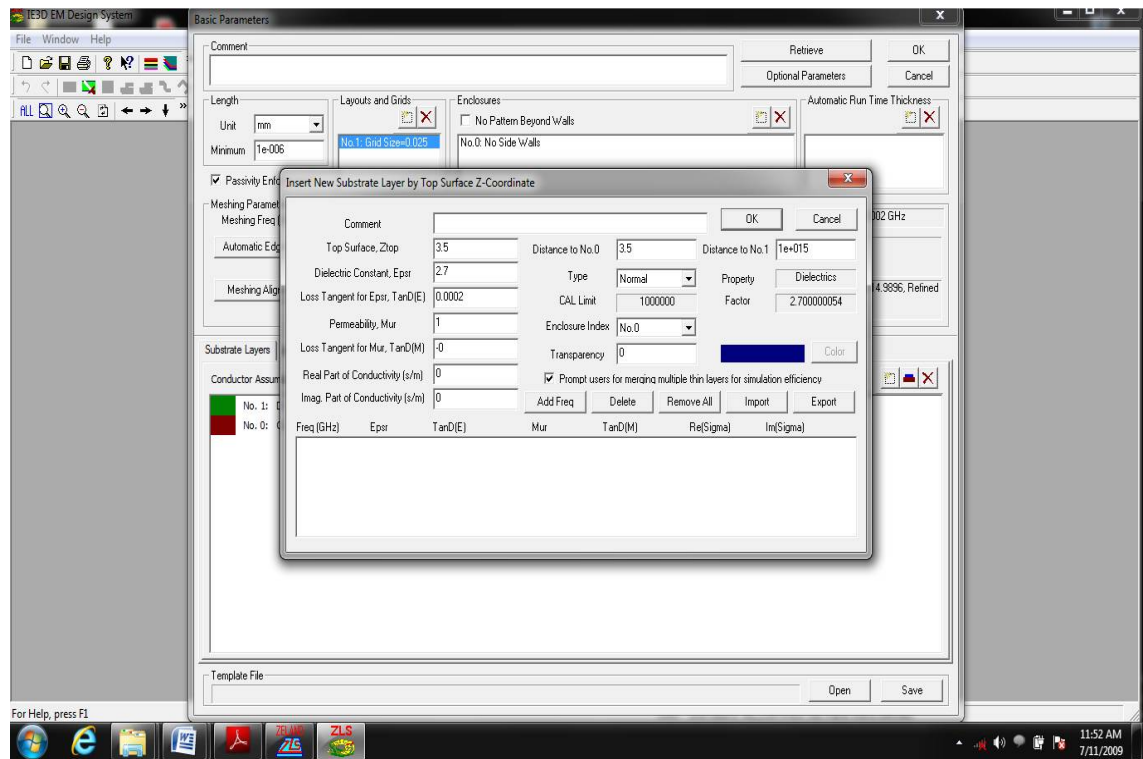 IE3D EM Design System
Basic Parameters
File Window Help
Comment
Retrieve OK
Optional Parameters Cancel
Length
Layouts and Grids
Enclosures
Automatic Run Time Thickness
Unit mm
No Pattern Beyond Walls
Minimum 1e-006
No.1: Grid Size=0.025
No.0: No Side Walls
ALL
Passivity Enfo
Insert New Substrate Layer by Top Surface Z-Coordinate
Meshing Paramet
Meshing Freq (
002 GHz
Automatic Edg
Meshing Alig
4.9896, Refined
Comment OK Cancel
Top Surface, Ztop 3.5 Distance to No.0 3.5 Distance to No.1 1e+015
Dielectric Constant, Epsr 2.7 Type Normal Property Dielectrics
Loss Tangent for Epsr, TanD(E) 0.0002 CAL Limit 1000000 Factor 2.700000054
Permeability, Mur 1 Enclosure Index No.0
Loss Tangent for Mur, TanD(M) -0 Transparency 0 Color
Real Part of Conductivity (s/m) 0 Prompt users for merging multiple thin layers for simulation efficiency
Imag. Part of Conductivity (s/m) 0 Add Freq Delete Remove All Import Export
Freq (GHz) Epsr TanD(E) Mur TanD(M) Re(Sigma) Im(Sigma)
Substrate Layers
Conductor Assum
No. 1:
No. 0:
Template File
Open Save
For Help, press F1
ZLS
11:52 AM
7/11/2009